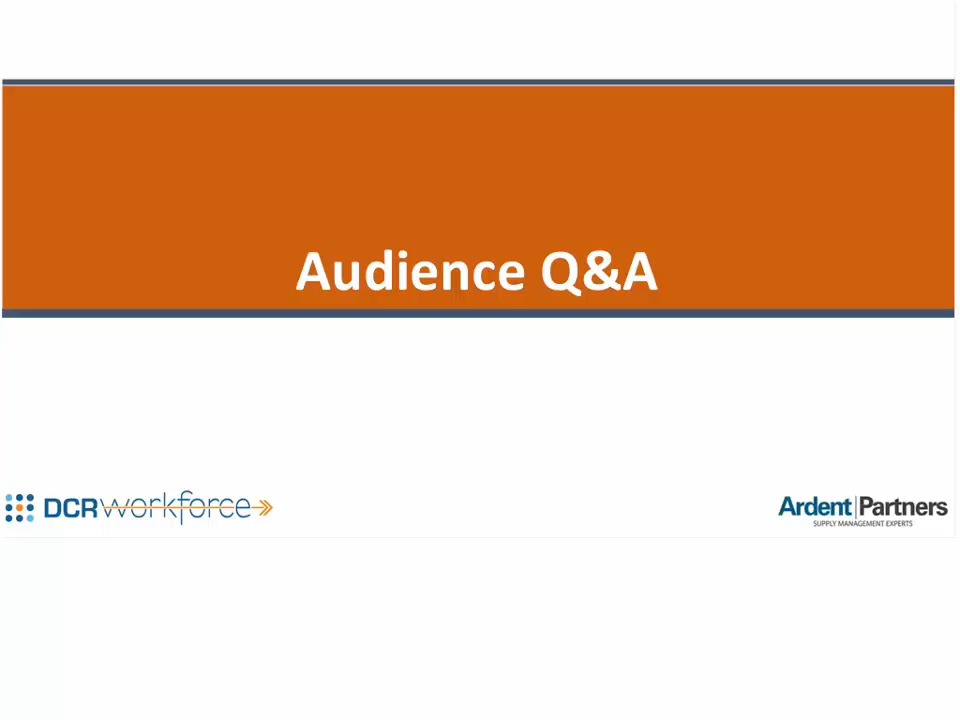 Audience Q&A
DCRworkforce
Ardent|Partners
SUPPLY MANAGEMENT EXPERTS